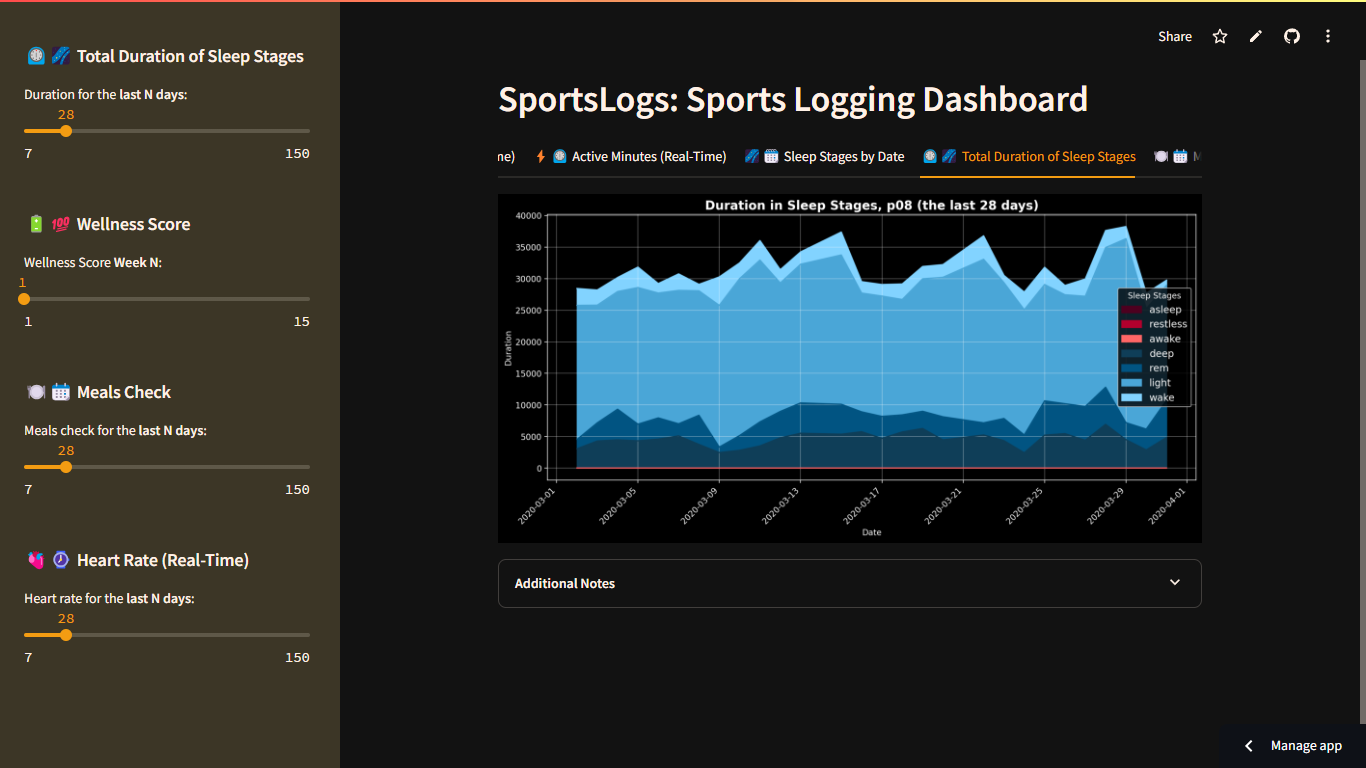 Total Duration of Sleep Stages
Duration for the last N days:
28
7 150
Wellness Score
Wellness Score Week N:
1
1 15
Meals Check
Meals check for the last N days:
28
7 150
Heart Rate (Real-Time)
Heart rate for the last N days:
28
7 150
Share
SportsLogs: Sports Logging Dashboard
ne) Active Minutes (Real-Time) Sleep Stages by Date Total Duration of Sleep Stages M
Duration in Sleep Stages, p08 (the last 28 days)
40000
35000
30000
25000
20000
15000
10000
5000
0
Duration
Sleep Stages
asleep
restless
awake
deep
rem
light
wake
2020-03-01 2020-03-05 2020-03-09 2020-03-13 2020-03-17 2020-03-21 2020-03-25 2020-03-29 2020-04-01
Date
Additional Notes
Manage app